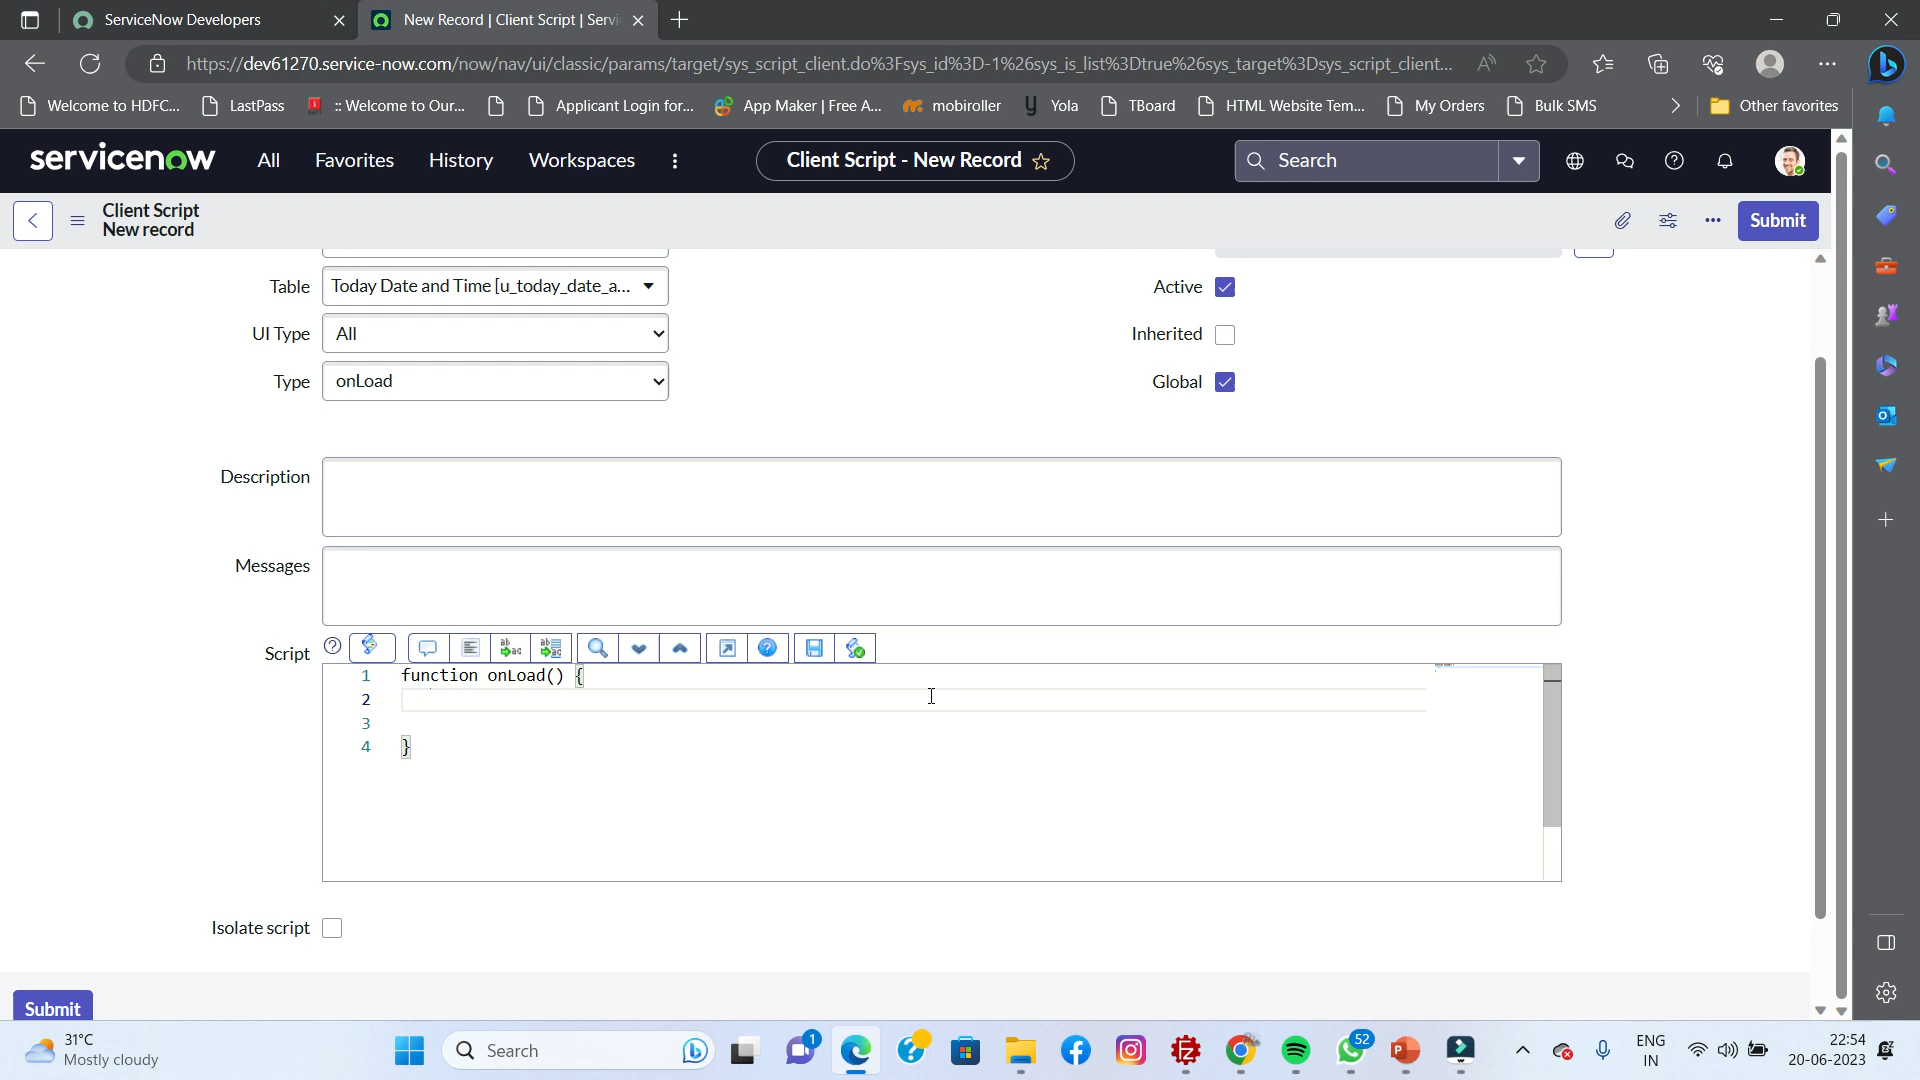 ServiceNow Developers
New Record | Client Script | Servi
https://dev61270.service-now.com/now/nav/ui/classic/params/target/sys_script_client.do%3Fsys_id%3D-1%26sys_is_list%3Dtrue%26sys_target%3Dsys_script_client...
Welcome to HDFC... LastPass :: Welcome to Our... Applicant Login for... App Maker | Free A... mobiroller Yola TBoard HTML Website Tem... My Orders Bulk SMS Other favorites
servicenow All Favorites History Workspaces Client Script - New Record Search
Client Script
New record
Submit
Table Today Date and Time [u_today_date_a... Active
UI Type All Inherited
Type onLoad Global
Description
Messages
Script
1 function onLoad() {
2
3
4 }
Isolate script
Submit
31°C
Mostly cloudy
Search
1
52
ENG
IN
22:54
20-06-2023